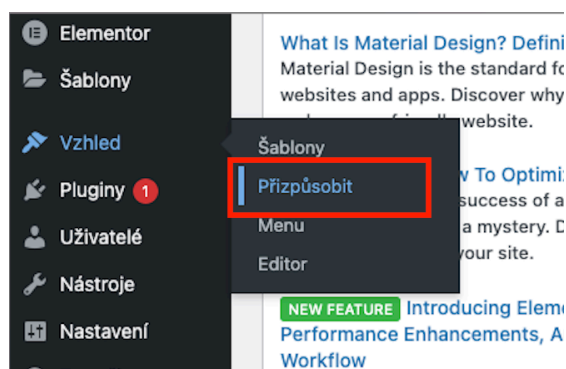 Elementor
Šablony
Vzhled
Pluginy 1
Uživatelé
Nástroje
Nastavení
Šablony
Přizpůsobit
Menu
Editor
What Is Material Design? Defini
Material Design is the standard fo
websites and apps. Discover why
website.
w To Optimi
success of a
a mystery. D
your site.
NEW FEATURE Introducing Eleme
Performance Enhancements, A
Workflow